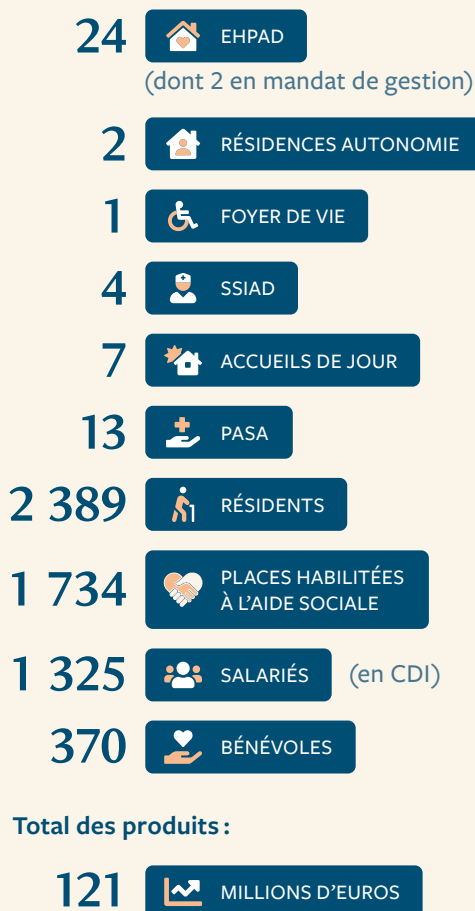 24 EHPAD
(dont 2 en mandat de gestion)
2 RÉSIDENCES AUTONOMIE
1 FOYER DE VIE
4 SSIAD
7 ACCUEILS DE JOUR
13 PASA
2 389 RÉSIDENTS
1 734 PLACES HABILITÉES
À L’AIDE SOCIALE
1 325 SALARIÉS (en CDI)
370 BÉNÉVOLES
Total des produits :
121 MILLIONS D’EUROS